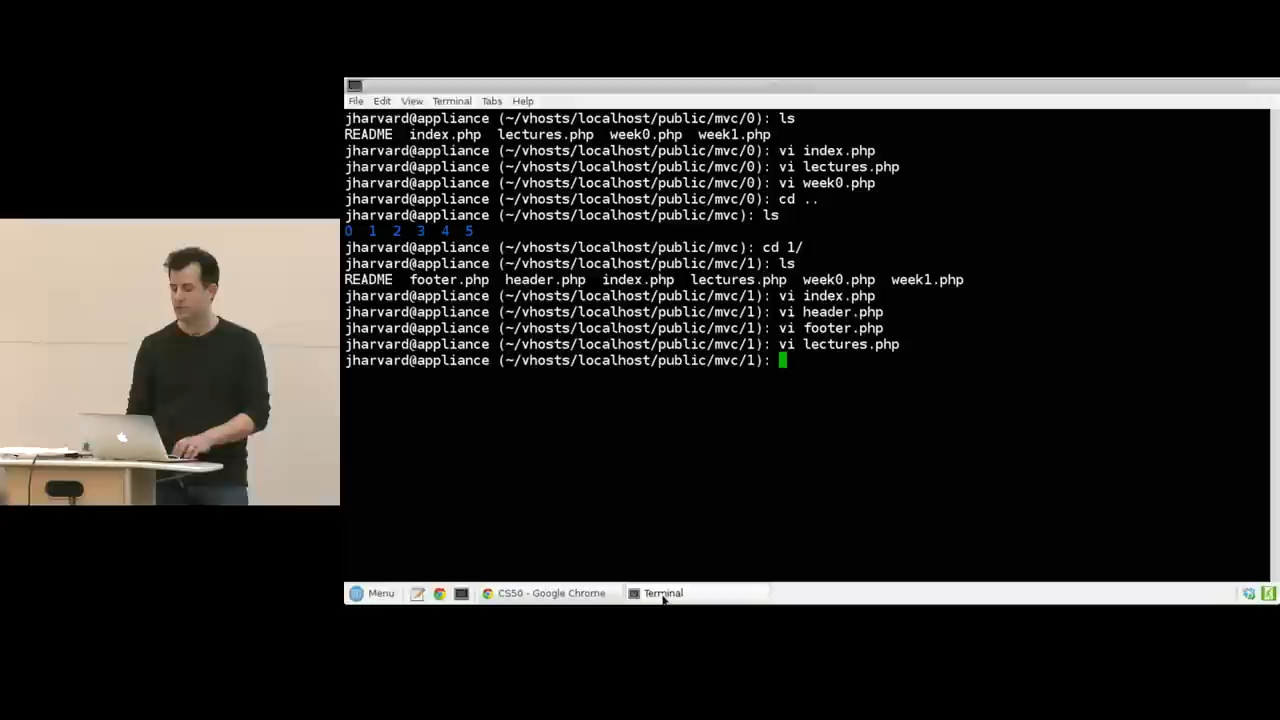 File Edit View Terminal Tabs Help
jharvard@appliance (~/vhosts/localhost/public/mvc/0): ls
README index.php lectures.php week0.php week1.php
jharvard@appliance (~/vhosts/localhost/public/mvc/0): vi index.php
jharvard@appliance (~/vhosts/localhost/public/mvc/0): vi lectures.php
jharvard@appliance (~/vhosts/localhost/public/mvc/0): vi week0.php
jharvard@appliance (~/vhosts/localhost/public/mvc/0): cd ..
jharvard@appliance (~/vhosts/localhost/public/mvc): ls
0 1 2 3 4 5
jharvard@appliance (~/vhosts/localhost/public/mvc): cd 1/
jharvard@appliance (~/vhosts/localhost/public/mvc/1): ls
README footer.php header.php index.php lectures.php week0.php week1.php
jharvard@appliance (~/vhosts/localhost/public/mvc/1): vi index.php
jharvard@appliance (~/vhosts/localhost/public/mvc/1): vi header.php
jharvard@appliance (~/vhosts/localhost/public/mvc/1): vi footer.php
jharvard@appliance (~/vhosts/localhost/public/mvc/1): vi lectures.php
jharvard@appliance (~/vhosts/localhost/public/mvc/1):
Menu CS50 - Google Chrome Terminal